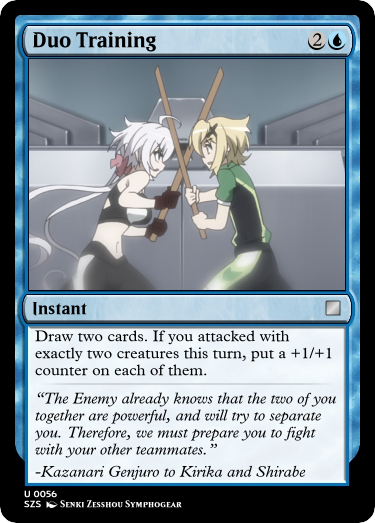 Duo Training 2
Instant
Draw two cards. If you attacked with
exactly two creatures this turn, put a +1/+1
counter on each of them.
“The Enemy already knows that the two of you
together are powerful, and will try to separate
you. Therefore, we must prepare you to fight
with your other teammates.”
-Kazanari Genjuro to Kirika and Shirabe
U 0056
SZS SENKI ZESSHOU SYMPHOGEAR